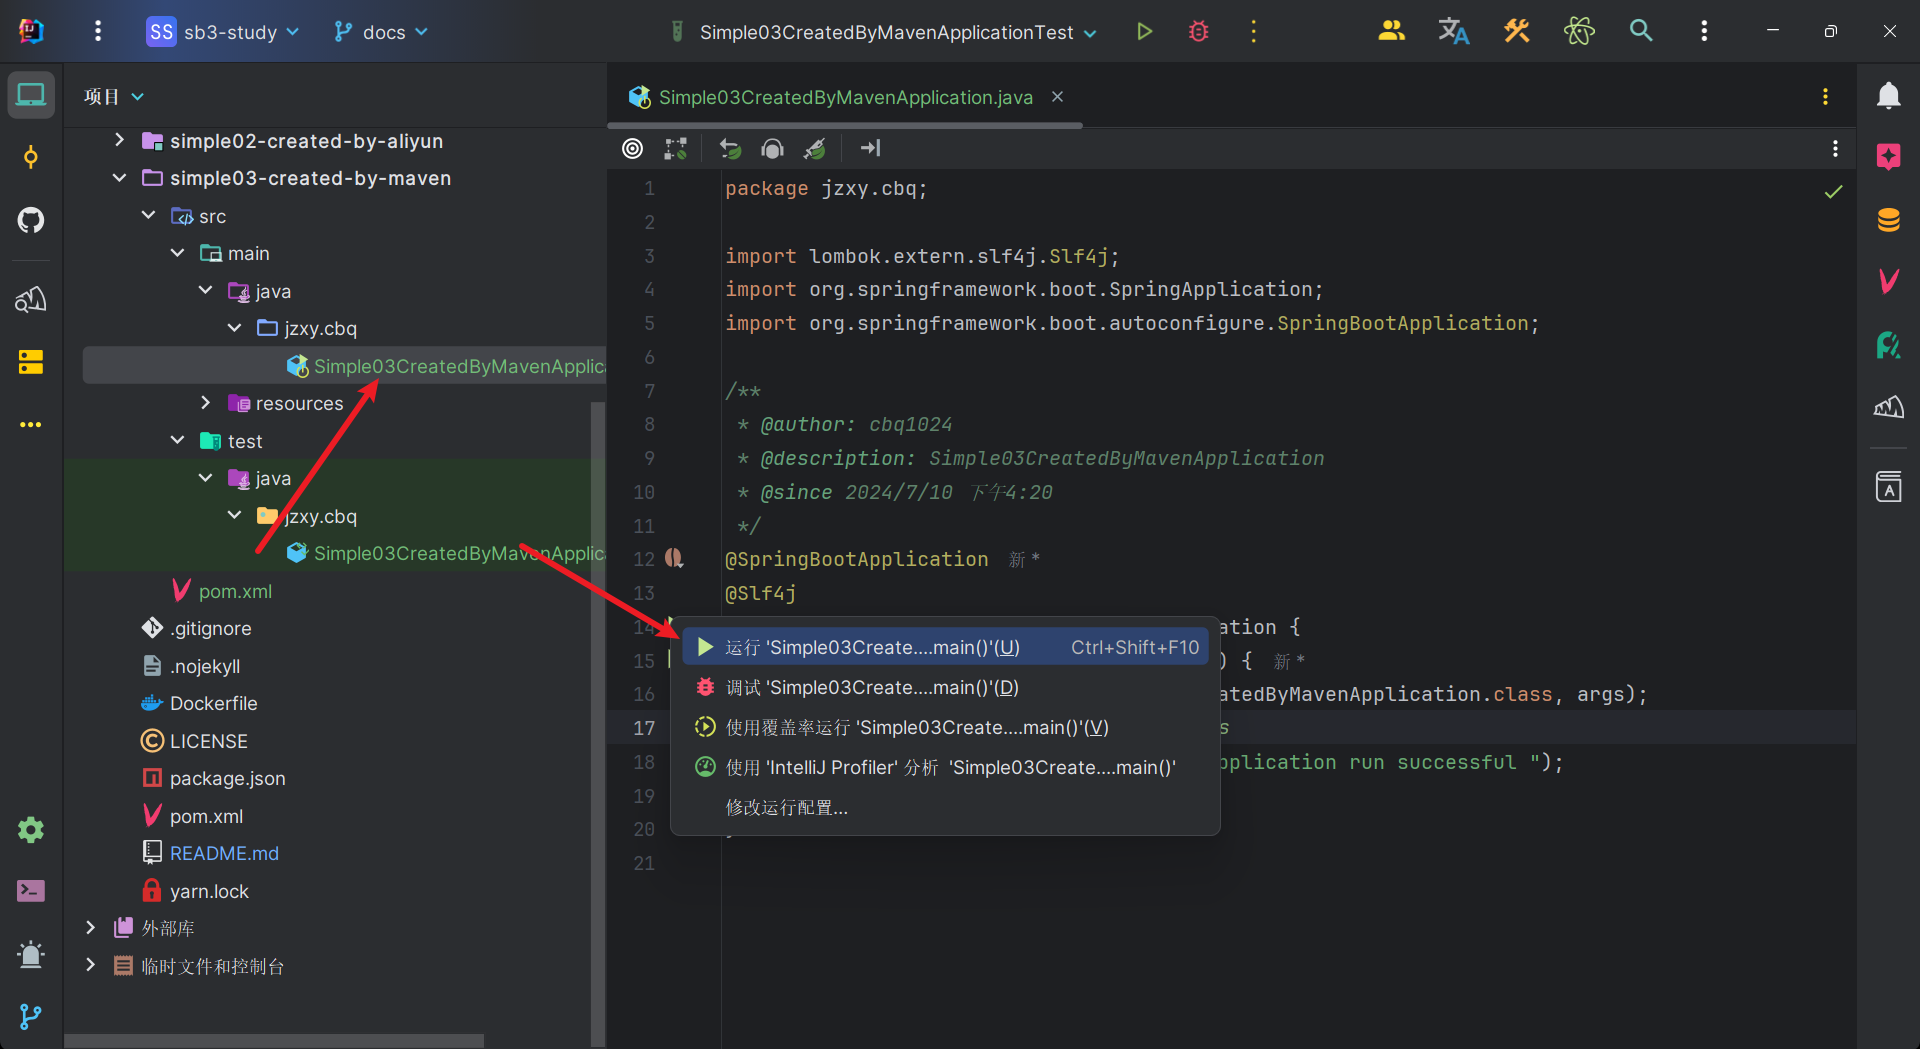 SS sb3-study
docs
Simple03CreatedByMavenApplicationTest
项目
simple02-created-by-aliyun
simple03-created-by-maven
src
main
java
jzxy.cbq
Simple03CreatedByMavenApplic
resources
test
java
jzxy.cbq
Simple03CreatedByMavenApplic
pom.xml
.gitignore
.nojekyll
Dockerfile
LICENSE
package.json
pom.xml
README.md
yarn.lock
外部库
临时文件和控制台
Simple03CreatedByMavenApplication.java
1 package jzxy.cbq;
2
3 import lombok.extern.slf4j.Slf4j;
4 import org.springframework.boot.SpringApplication;
5 import org.springframework.boot.autoconfigure.SpringBootApplication;
6
7 /**
8 * @author: cbq1024
9 * @description: Simple03CreatedByMavenApplication
10 * @since 2024/7/10 下午4:20
11 */
12 @SpringBootApplication 新 *
13 @Slf4j
14 ation {
15 ) { 新 *
16 atedByMavenApplication.class, args);
17 s
18 pplication run successful ");
19
20
21
运行 'Simple03Create....main()'(U) Ctrl+Shift+F10
调试 'Simple03Create....main()'(D)
使用覆盖率运行 'Simple03Create....main()'(V)
使用 'IntelliJ Profiler' 分析 'Simple03Create....main()'
修改运行配置...